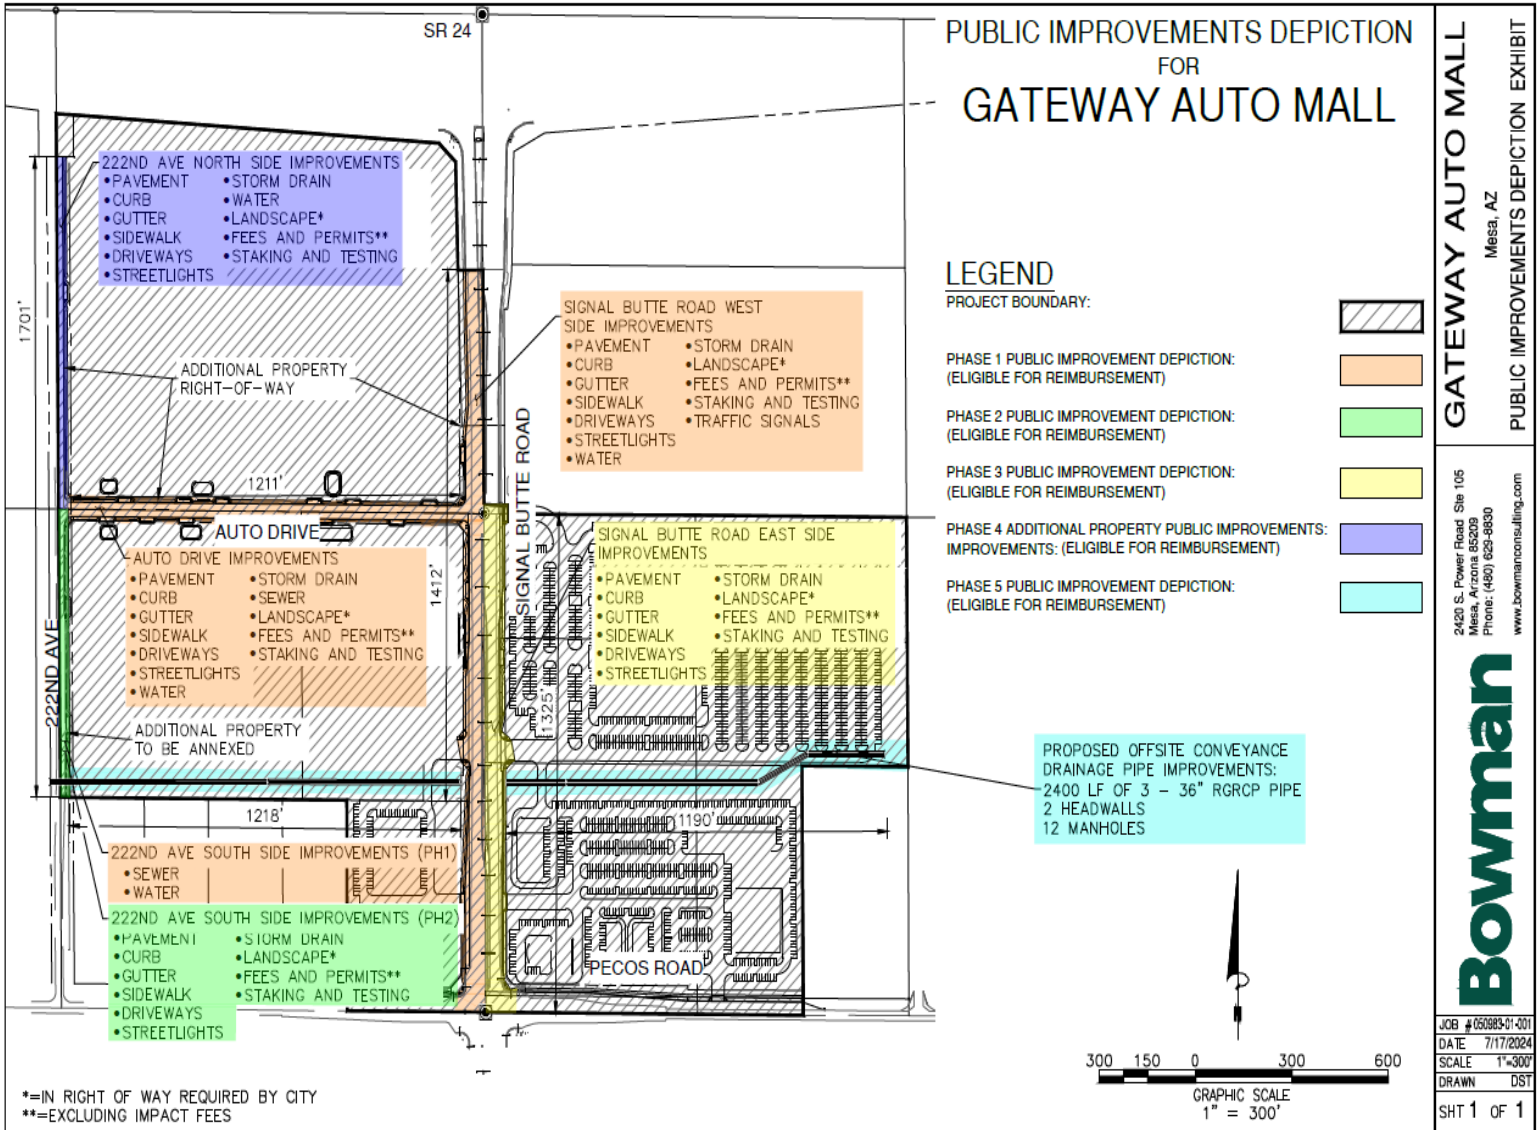 SR 24
PUBLIC IMPROVEMENTS DEPICTION
FOR
GATEWAY AUTO MALL
222ND AVE NORTH SIDE IMPROVEMENTS
•PAVEMENT •STORM DRAIN
•CURB •WATER
•GUTTER •LANDSCAPE*
•SIDEWALK •FEES AND PERMITS**
•DRIVEWAYS •STAKING AND TESTING
•STREETLIGHTS
1701'
ADDITIONAL PROPERTY
RIGHT-OF-WAY
SIGNAL BUTTE ROAD WEST
SIDE IMPROVEMENTS
•PAVEMENT •STORM DRAIN
•CURB •LANDSCAPE*
•GUTTER •FEES AND PERMITS**
•SIDEWALK •STAKING AND TESTING
•DRIVEWAYS •TRAFFIC SIGNALS
•STREETLIGHTS
•WATER
LEGEND
PROJECT BOUNDARY:
PHASE 1 PUBLIC IMPROVEMENT DEPICTION:
(ELIGIBLE FOR REIMBURSEMENT)
PHASE 2 PUBLIC IMPROVEMENT DEPICTION:
(ELIGIBLE FOR REIMBURSEMENT)
PHASE 3 PUBLIC IMPROVEMENT DEPICTION:
(ELIGIBLE FOR REIMBURSEMENT)
PHASE 4 ADDITIONAL PROPERTY PUBLIC IMPROVEMENTS:
IMPROVEMENTS: (ELIGIBLE FOR REIMBURSEMENT)
PHASE 5 PUBLIC IMPROVEMENT DEPICTION:
(ELIGIBLE FOR REIMBURSEMENT)
1211'
AUTO DRIVE
SIGNAL BUTTE ROAD
1412'
AUTO DRIVE IMPROVEMENTS
•PAVEMENT •STORM DRAIN
•CURB •SEWER
•GUTTER •LANDSCAPE*
•SIDEWALK •FEES AND PERMITS**
•DRIVEWAYS •STAKING AND TESTING
•STREETLIGHTS
•WATER
SIGNAL BUTTE ROAD EAST SIDE
IMPROVEMENTS
•PAVEMENT •STORM DRAIN
•CURB •LANDSCAPE*
•GUTTER •FEES AND PERMITS**
•SIDEWALK •STAKING AND TESTING
•DRIVEWAYS
•STREETLIGHTS
222ND AVE
1325'
ADDITIONAL PROPERTY
TO BE ANNEXED
PROPOSED OFFSITE CONVEYANCE
DRAINAGE PIPE IMPROVEMENTS:
2400 LF OF 3 - 36" RGRCP PIPE
2 HEADWALLS
12 MANHOLES
1218'
1190'
222ND AVE SOUTH SIDE IMPROVEMENTS (PH1)
•SEWER
•WATER
222ND AVE SOUTH SIDE IMPROVEMENTS (PH2)
•PAVEMENT •STORM DRAIN
•CURB •LANDSCAPE*
•GUTTER •FEES AND PERMITS**
•SIDEWALK •STAKING AND TESTING
•DRIVEWAYS
•STREETLIGHTS
PECOS ROAD
*=IN RIGHT OF WAY REQUIRED BY CITY
**=EXCLUDING IMPACT FEES
300 150 0 300 600
GRAPHIC SCALE
1" = 300'
GATEWAY AUTO MALL
Mesa, AZ
PUBLIC IMPROVEMENTS DEPICTION EXHIBIT
2420 S. Power Road Ste 105
Mesa, Arizona 85209
Phone: (480) 629-8830
www.bowmanconsulting.com
Bowman
JOB #050983-01-001
DATE 7/17/2024
SCALE 1"=300'
DRAWN DST
SHT 1 OF 1